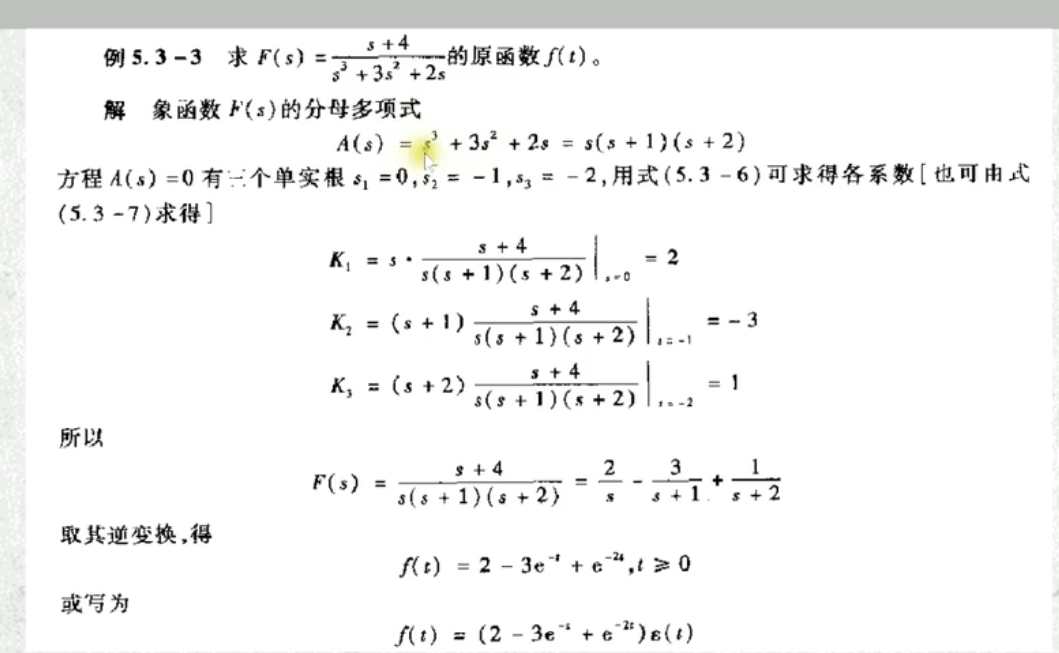 例 5.3-3 求 F(s) = \frac{s+4}{s^3+3s^2+2s} 的原函数 f(t)。
解 象函数 F(s)的分母多项式
A(s) = s^3 + 3s^2 + 2s = s(s + 1)(s + 2)
方程 A(s) = 0 有三个单实根 s_1 = 0, s_2 = -1, s_3 = -2, 用式(5.3-6)可求得各系数[也可由式
(5.3-7)求得]
K_1 = s · \frac{s+4}{s(s+1)(s+2)} |_{s=0} = 2
K_2 = (s + 1) \frac{s+4}{s(s+1)(s+2)} |_{s=-1} = -3
K_3 = (s + 2) \frac{s+4}{s(s+1)(s+2)} |_{s=-2} = 1
所以
F(s) = \frac{s+4}{s(s+1)(s+2)} = \frac{2}{s} - \frac{3}{s+1} + \frac{1}{s+2}
取其逆变换,得
f(t) = 2 - 3e^{-t} + e^{-2t}, t ⩾ 0
或写为
f(t) = (2 - 3e^{-t} + e^{-2t})ε(t)